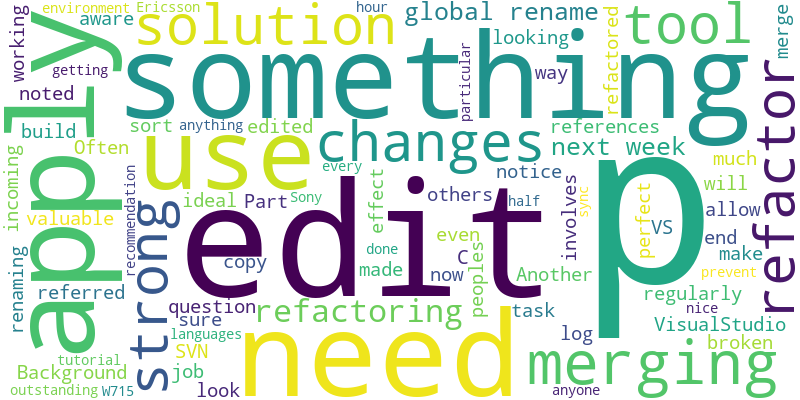 environment
Ericsson
hour
global rename
aware
solution
looking
tool
merge
working
apply
something
refactored
particular
way
getting
noted
build
sort
anything
edited
changes
references
next week
refactor
Often
use
every
notice
much
incoming
recommendation
strong
ideal
Part
Sony
effect
others
half
involves
sync
perfect
will
valuable
edit
p
allow
VS
end
copy
even
C
now
peoples
done
made
Another
make
prevent
renaming
referred
question
refactoring
task
regularly
nice
sure
languages
need
log
VisualStudio
broken
SVN
tutorial
Background
job
look
merging
outstanding
W715
anyone